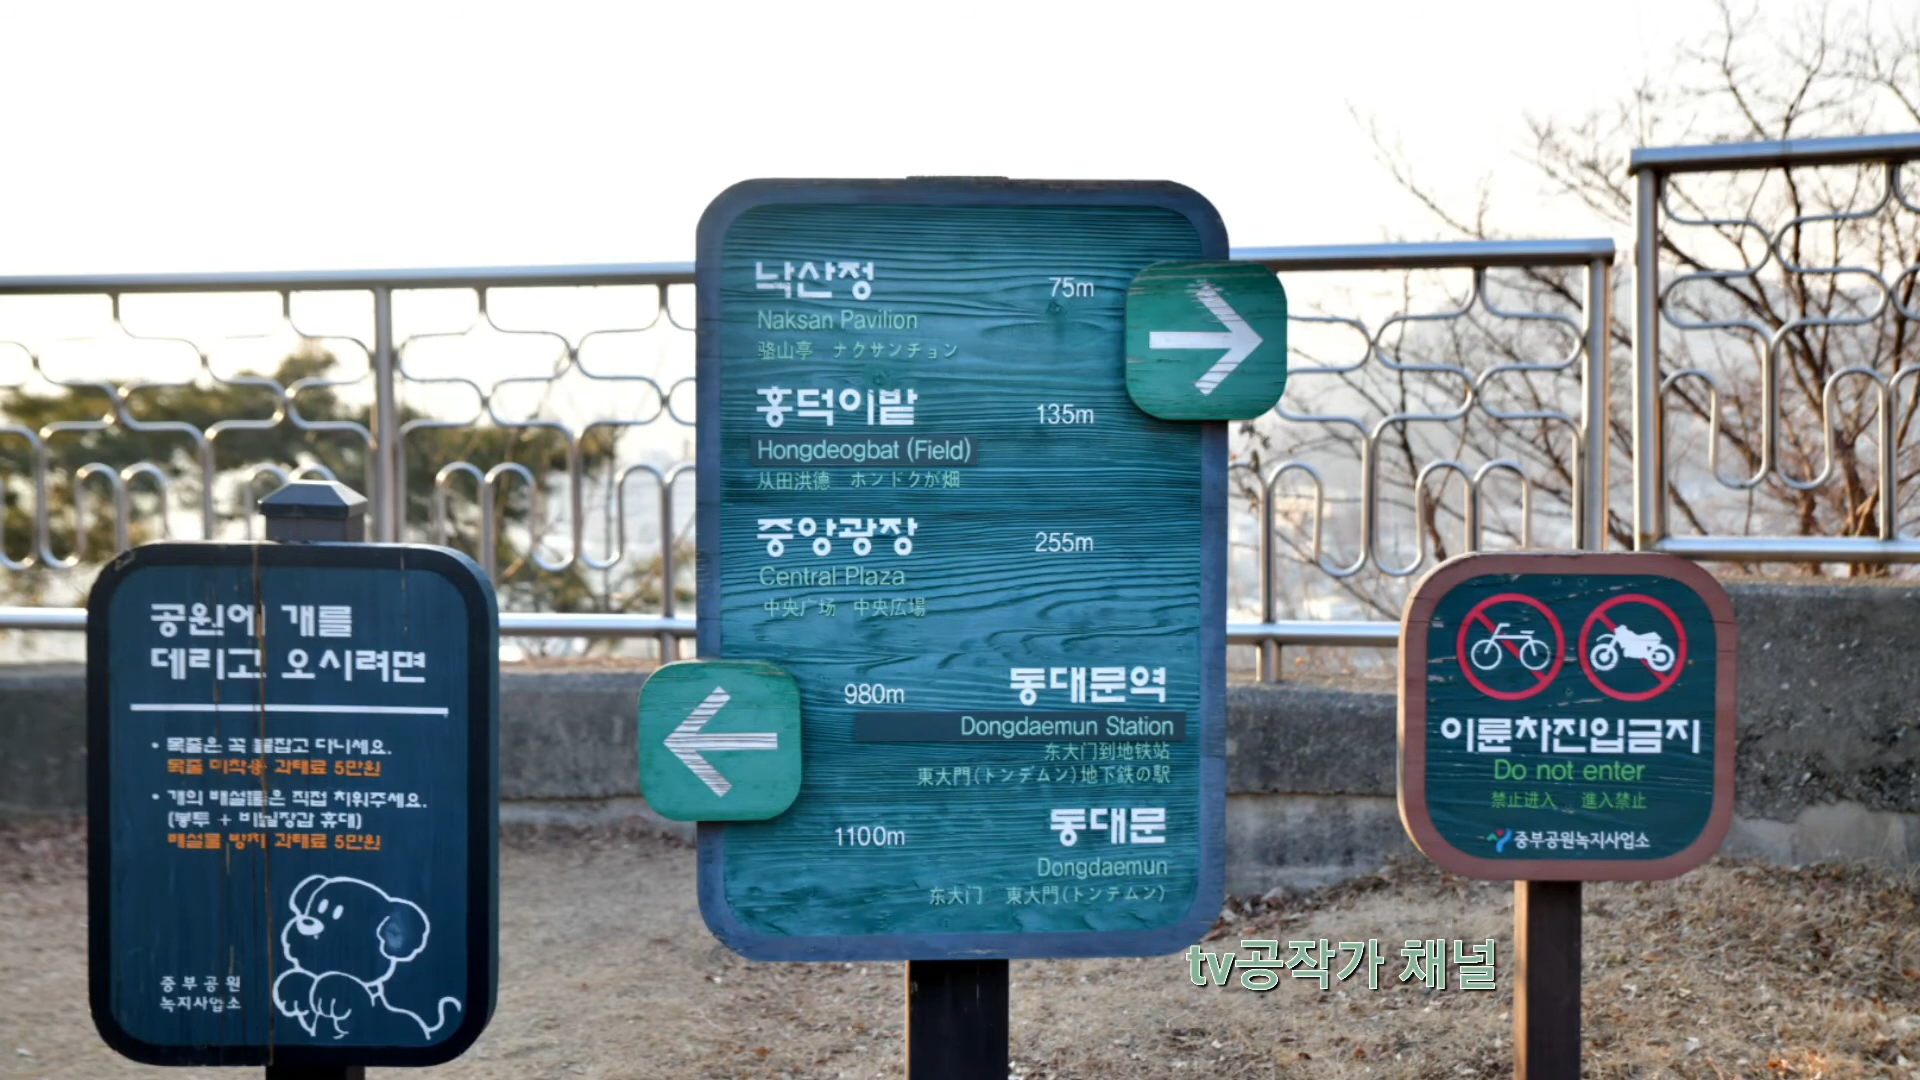 공원에 개를
데리고 오시려면
• 목줄은 꼭 붙잡고 다니세요.
목줄 미착용 과태료 5만원
• 개의 배설물은 직접 치워주세요.
(봉투 + 비닐장갑 휴대)
배설물 방치 과태료 5만원
중부공원
녹지사업소
낙산정 75m
Naksan Pavilion
骆山亭 ナクサンチョン
홍덕이밭 135m
Hongdeogbat (Field)
从田洪德 ホンドクが畑
중앙광장 255m
Central Plaza
中央广场 中央広場
980m 동대문역
Dongdaemun Station
东大门到地铁站
東大門(トンデムン)地下鉄の駅
1100m 동대문
Dongdaemun
东大门 東大門(トンテムン)
이륜차진입금지
Do not enter
禁止进入 進入禁止
중부공원녹지사업소
tv공작가 채널